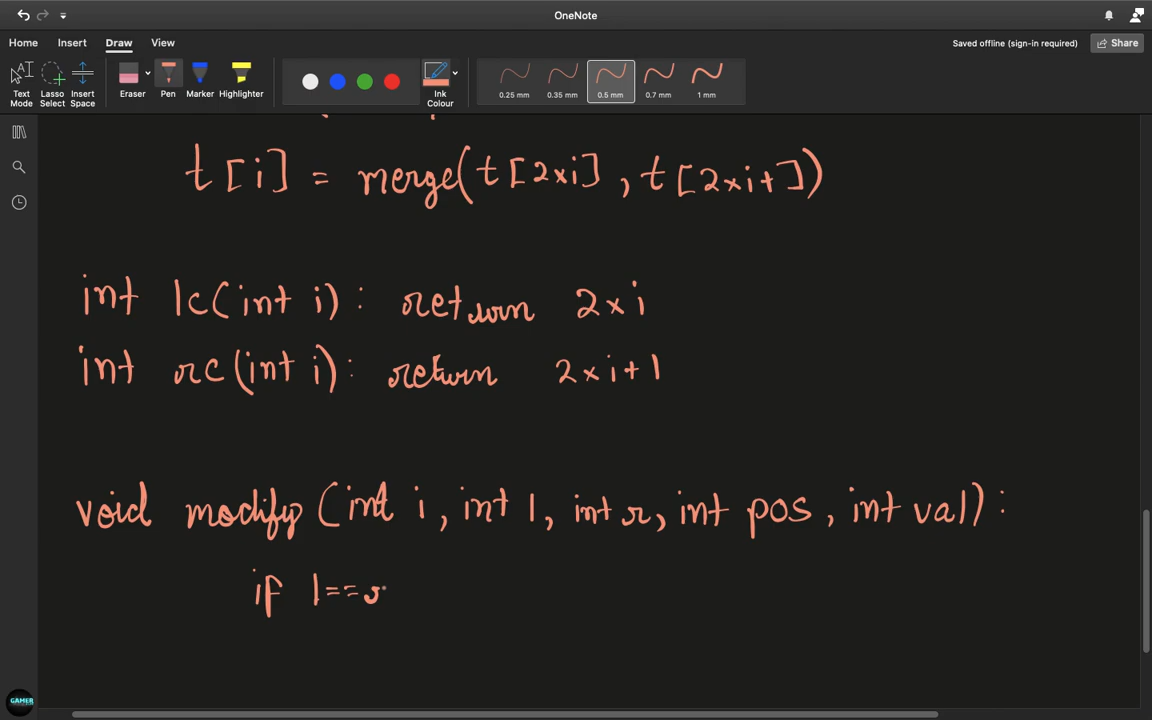 OneNote
Home Insert Draw View
Saved offline (sign-in required) Share
Text Mode Lasso Select Insert Space Eraser Pen Marker Highlighter Ink Colour 0.25 mm 0.35 mm 0.5 mm 0.7 mm 1 mm
t[i] = merge(t[2xi], t[2xi+])
int lc(int i): return 2xi
int rc(int i): return 2xi+1
void modify (int i, int l, int r, int pos, int val):
if l==r
GAMER